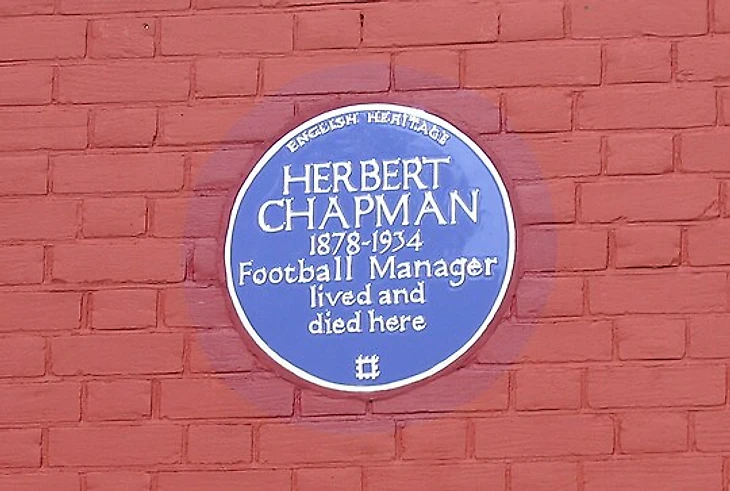 ENGLISH HERITAGE
HERBERT
CHAPMAN
1878-1934
Football Manager
lived and
died here